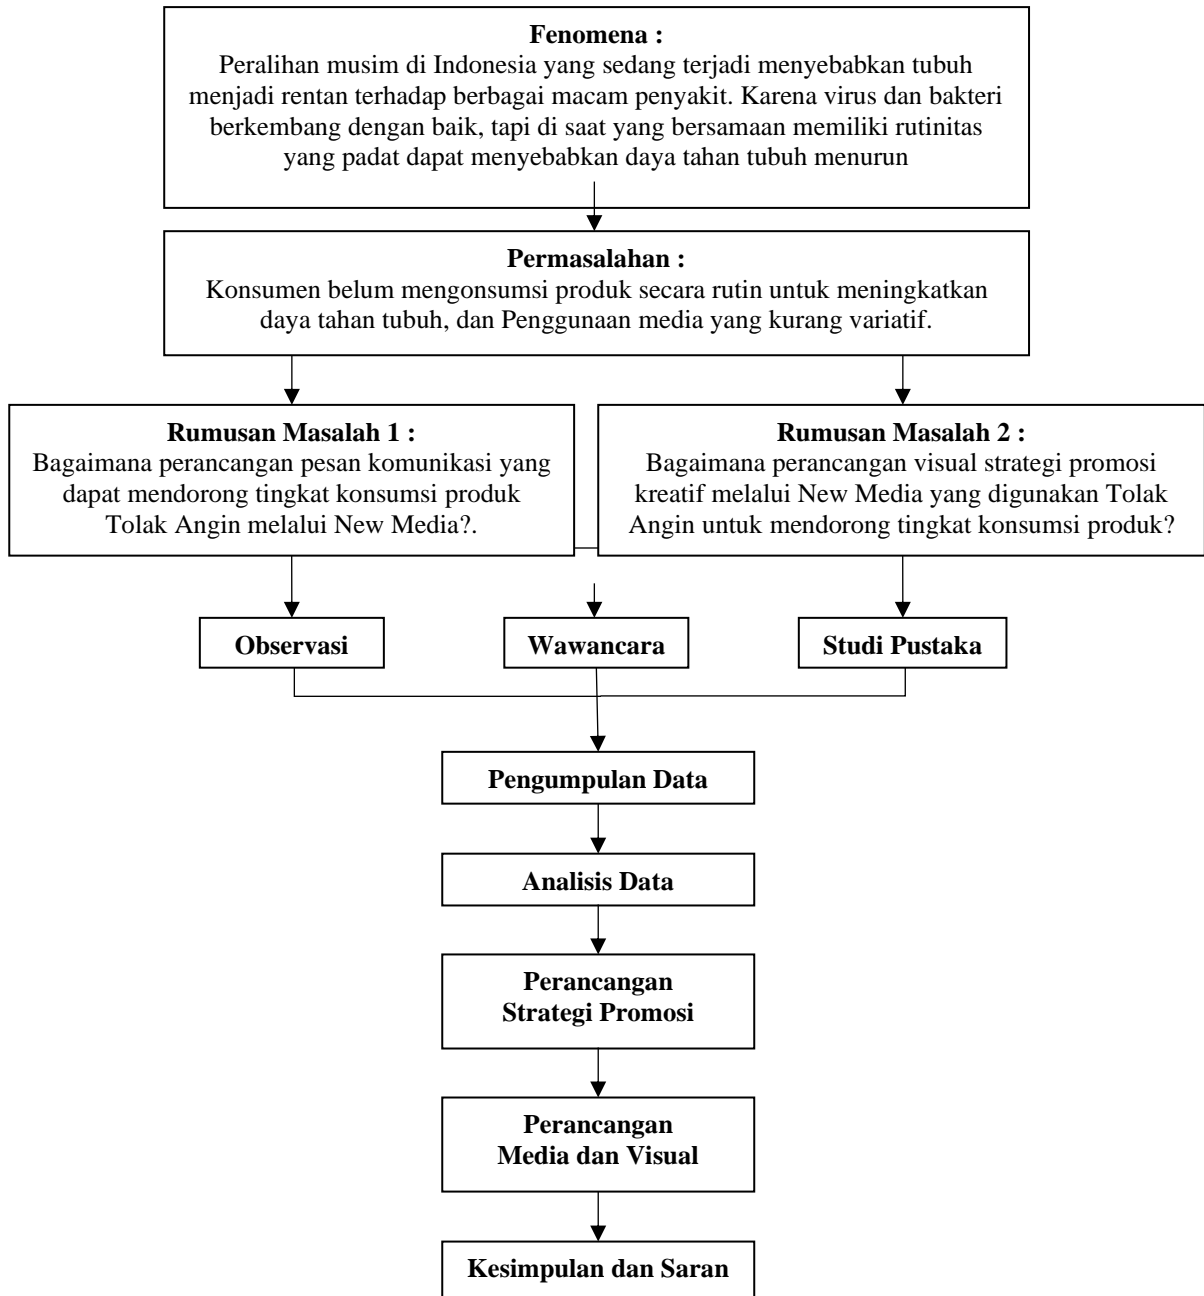 Fenomena :
Peralihan musim di Indonesia yang sedang terjadi menyebabkan tubuh
menjadi rentan terhadap berbagai macam penyakit. Karena virus dan bakteri
berkembang dengan baik, tapi di saat yang bersamaan memiliki rutinitas
yang padat dapat menyebabkan daya tahan tubuh menurun
Permasalahan :
Konsumen belum mengonsumsi produk secara rutin untuk meningkatkan
daya tahan tubuh, dan Penggunaan media yang kurang variatif.
Rumusan Masalah 1 :
Bagaimana perancangan pesan komunikasi yang
dapat mendorong tingkat konsumsi produk
Tolak Angin melalui New Media?.
Rumusan Masalah 2 :
Bagaimana perancangan visual strategi promosi
kreatif melalui New Media yang digunakan Tolak
Angin untuk mendorong tingkat konsumsi produk?
Observasi
Wawancara
Studi Pustaka
Pengumpulan Data
Analisis Data
Perancangan
Strategi Promosi
Perancangan
Media dan Visual
Kesimpulan dan Saran